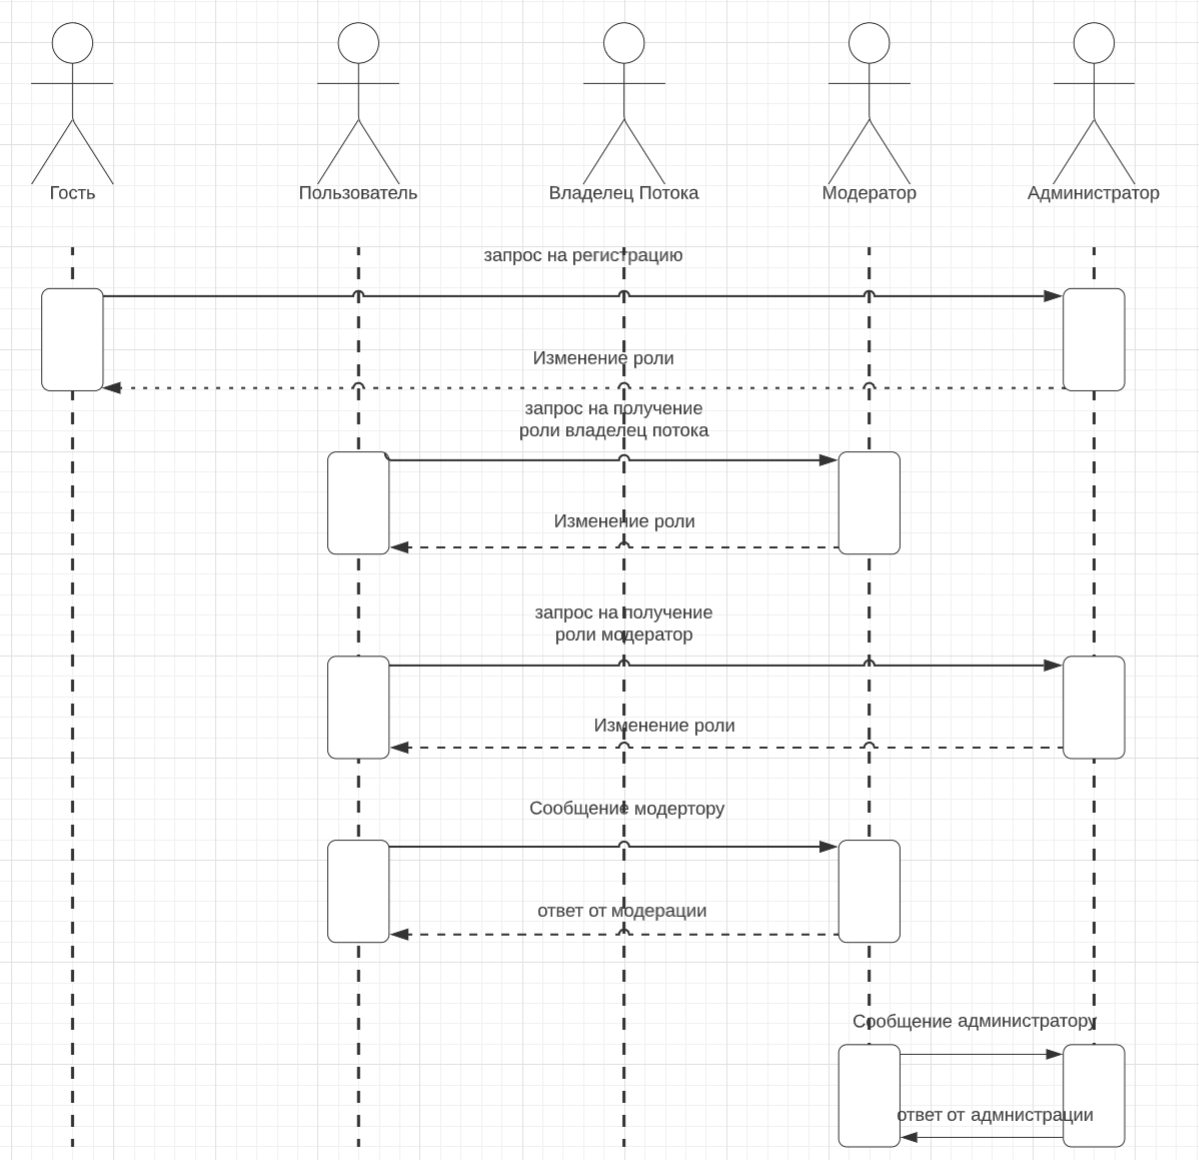 Гость
Пользователь
Владелец Потока
Модератор
Администратор
запрос на регистрацию
Изменение роли
запрос на получение
роли владелец потока
Изменение роли
запрос на получение
роли модератор
Изменение роли
Сообщение модертору
ответ от модерации
Сообщение администратору
ответ от адмнистрации